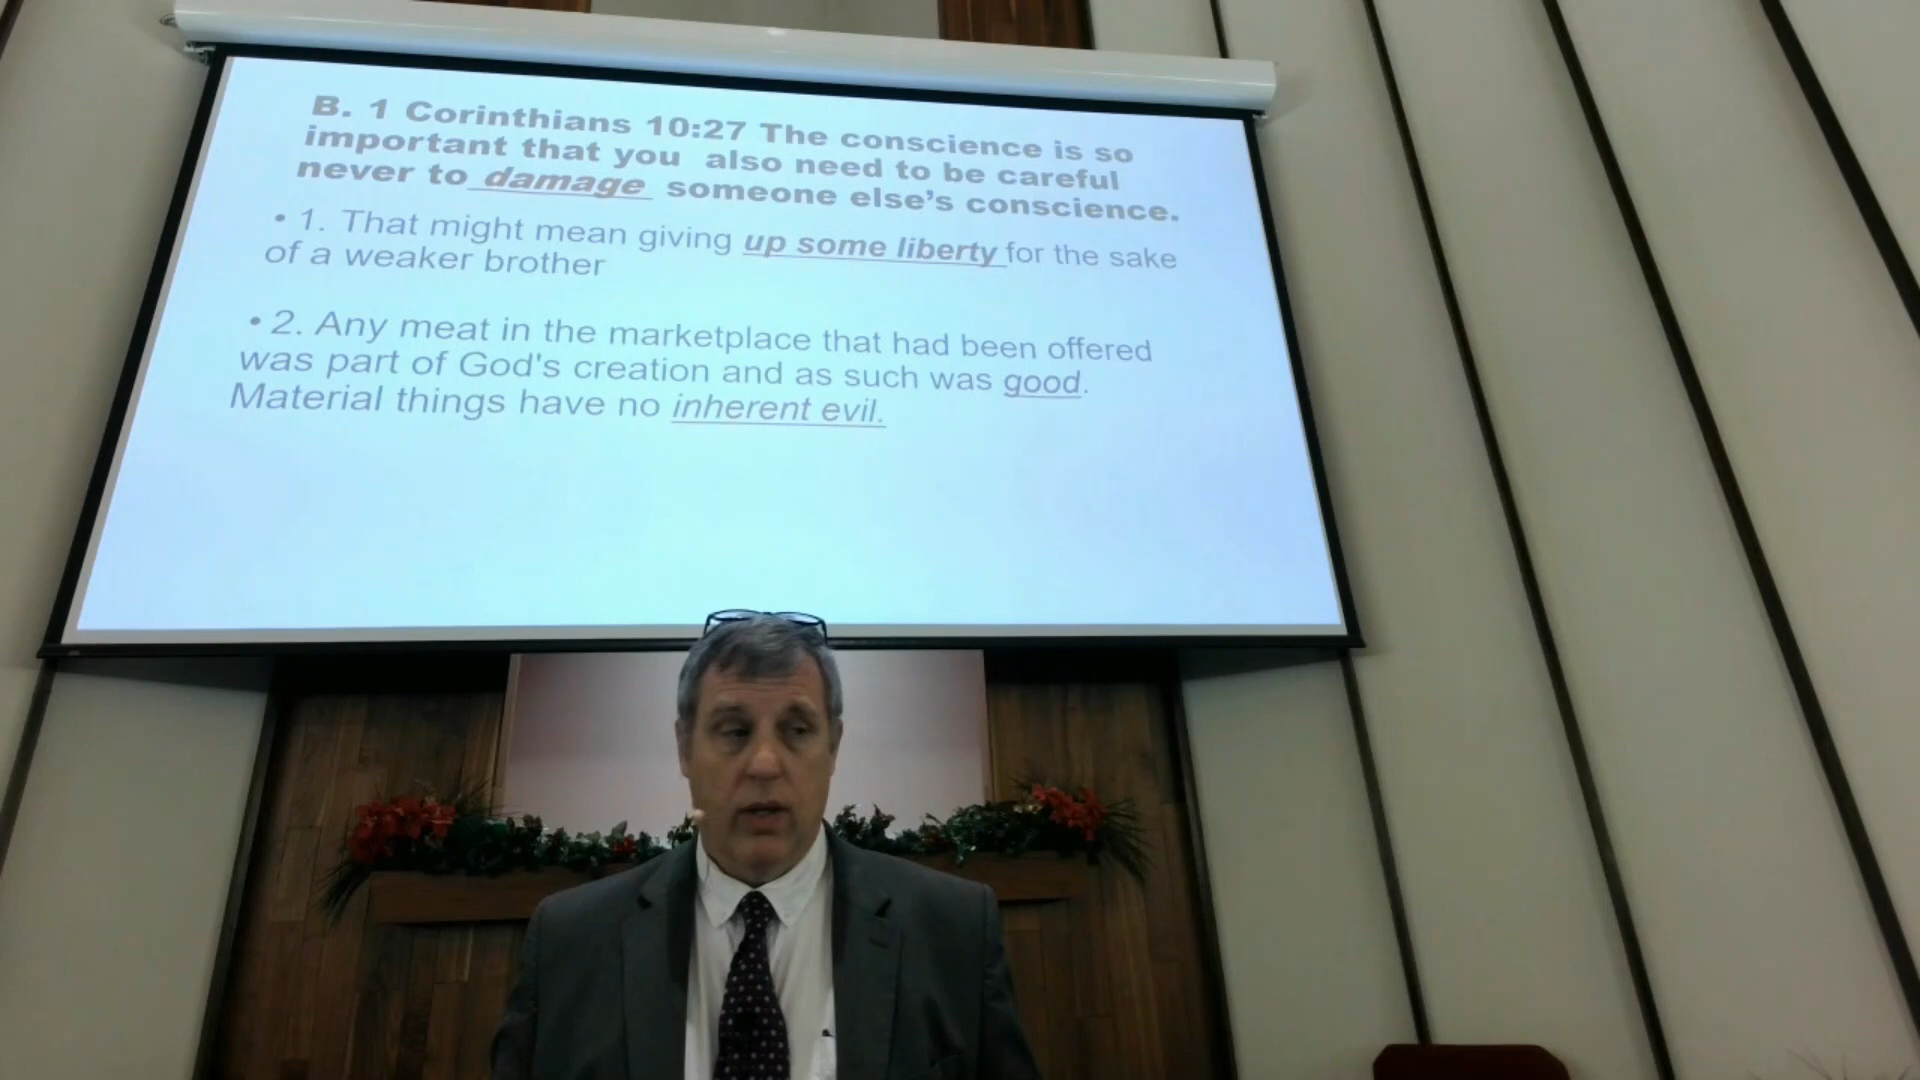 B. 1 Corinthians 10:27 The conscience is so
important that you also need to be careful
never to damage someone else’s conscience.
• 1. That might mean giving up some liberty for the sake
of a weaker brother
• 2. Any meat in the marketplace that had been offered
was part of God's creation and as such was good.
Material things have no inherent evil.